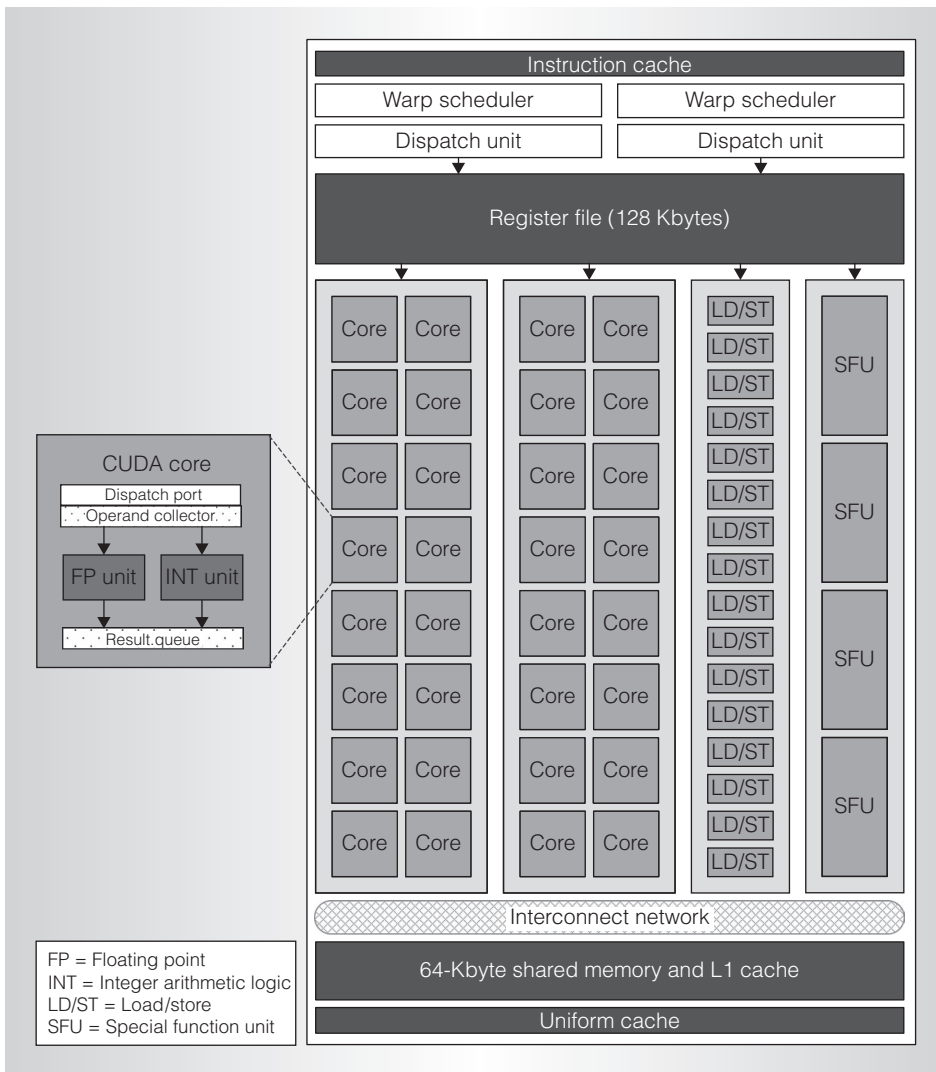 Instruction cache
Warp scheduler Warp scheduler
Dispatch unit Dispatch unit
Register file (128 Kbytes)
Core Core Core Core LD/ST SFU
LD/ST
Core Core Core Core LD/ST
LD/ST
Core Core Core Core LD/ST SFU
LD/ST
Core Core Core Core LD/ST
LD/ST
Core Core Core Core LD/ST SFU
LD/ST
Core Core Core Core LD/ST
LD/ST
Core Core Core Core LD/ST SFU
LD/ST
Core Core Core Core LD/ST
LD/ST
CUDA core
Dispatch port
Operand collector
FP unit INT unit
Result queue
Interconnect network
64-Kbyte shared memory and L1 cache
Uniform cache
FP = Floating point
INT = Integer arithmetic logic
LD/ST = Load/store
SFU = Special function unit